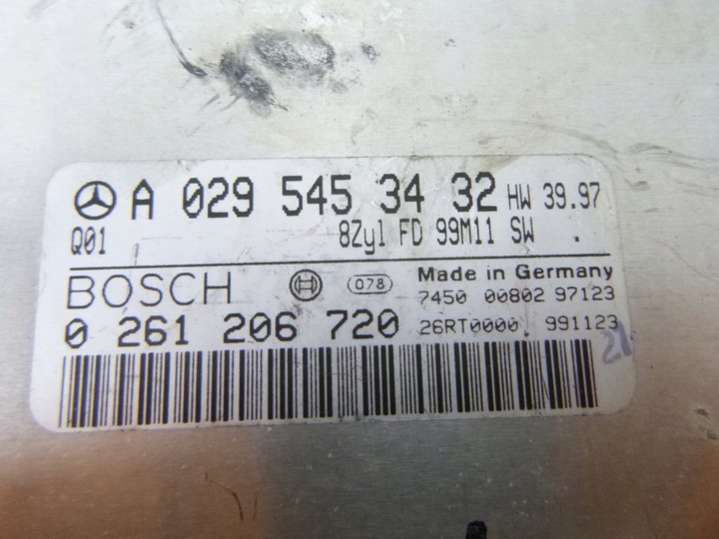 A 029 545 34 32 HW 39.97
Q01 8Zyl FD 99M11 SW .
BOSCH 078 Made in Germany
7450 00802 97123
0 261 206 720 26RT0000 991123